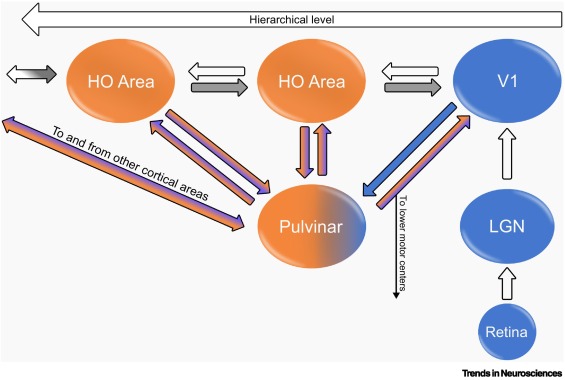 Hierarchical level
HO Area
HO Area
V1
To and from other cortical areas
Pulvinar
To lower motor centers
LGN
Retina
Trends in Neurosciences